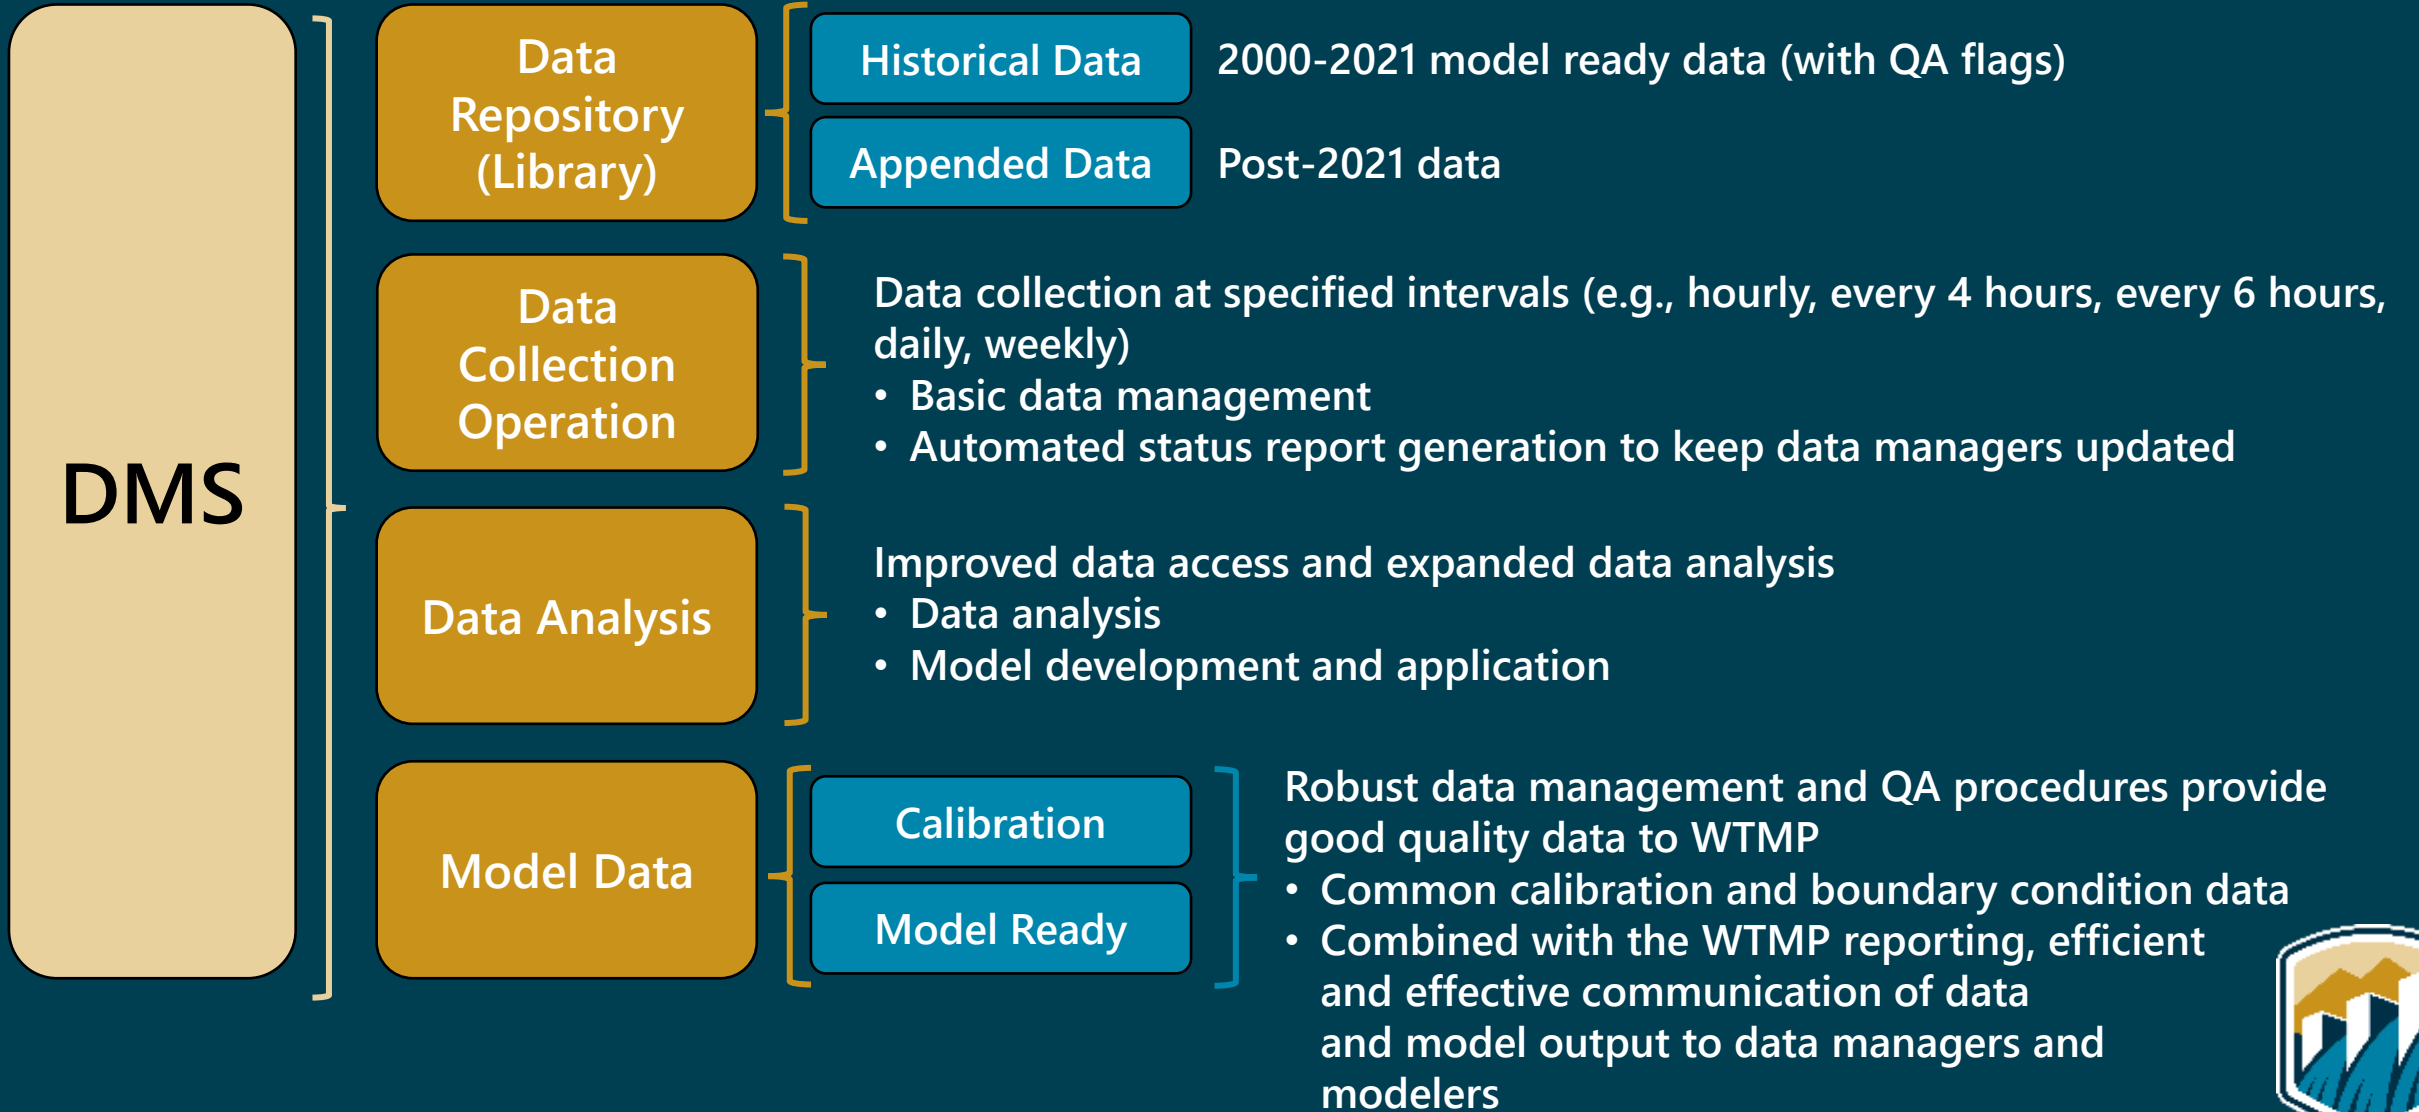 DMS
Data
Repository
(Library)
Historical Data
2000-2021 model ready data (with QA flags)
Appended Data
Post-2021 data
Data
Collection
Operation
Data collection at specified intervals (e.g., hourly, every 4 hours, every 6 hours,
daily, weekly)
• Basic data management
• Automated status report generation to keep data managers updated
Data Analysis
Improved data access and expanded data analysis
• Data analysis
• Model development and application
Model Data
Calibration
Model Ready
Robust data management and QA procedures provide
good quality data to WTMP
• Common calibration and boundary condition data
• Combined with the WTMP reporting, efficient
and effective communication of data
and model output to data managers and
modelers